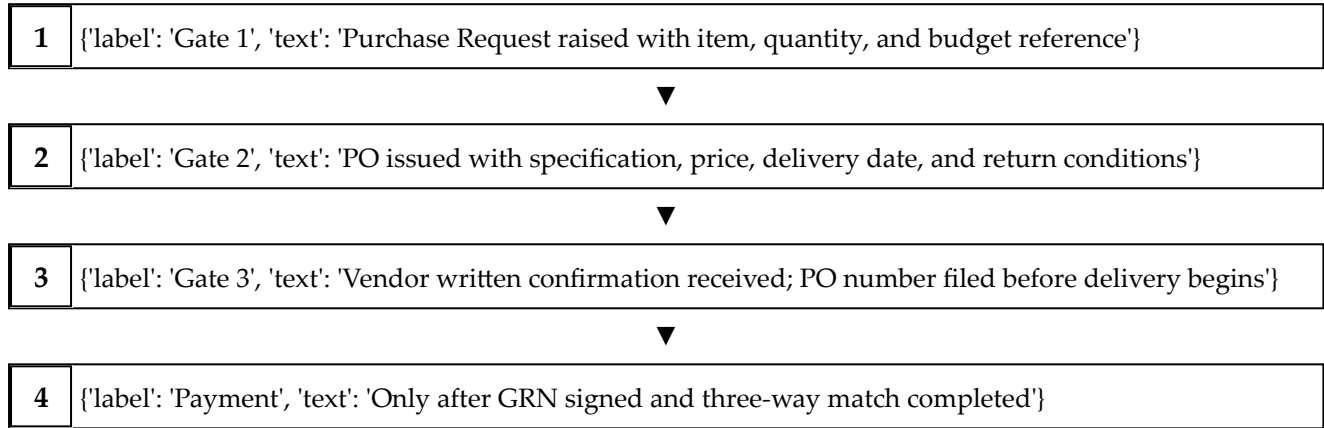 1 {'label': 'Gate 1', 'text': 'Purchase Request raised with item, quantity, and budget reference'}
▼
2 {'label': 'Gate 2', 'text': 'PO issued with specification, price, delivery date, and return conditions'}
▼
3 {'label': 'Gate 3', 'text': 'Vendor written confirmation received; PO number filed before delivery begins'}
▼
4 {'label': 'Payment', 'text': 'Only after GRN signed and three-way match completed'}